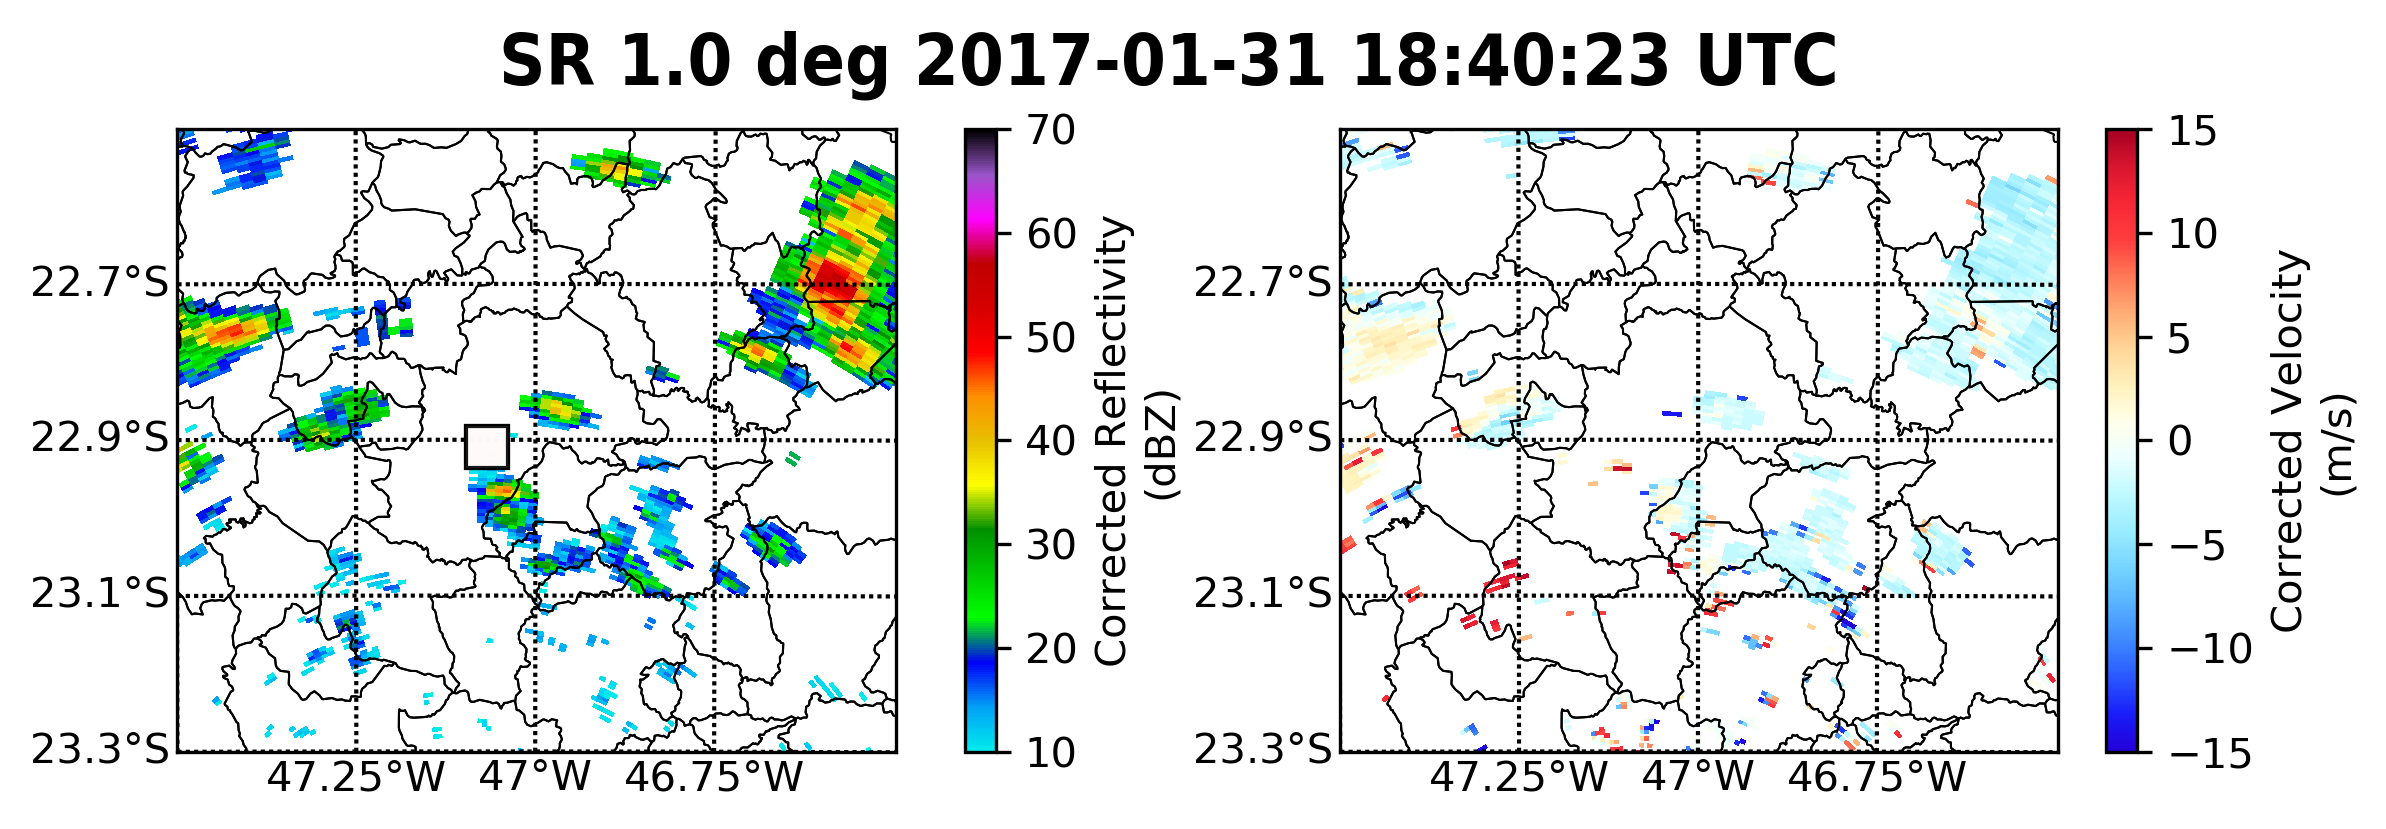 SR 1.0 deg 2017-01-31 18:40:23 UTC
22.7°S
22.9°S
23.1°S
23.3°S
47.25°W
47°W
46.75°W
70
60
50
40
30
20
10
Corrected Reflectivity
(dBZ)
22.7°S
22.9°S
23.1°S
23.3°S
47.25°W
47°W
46.75°W
15
10
5
0
−5
−10
−15
Corrected Velocity
(m/s)